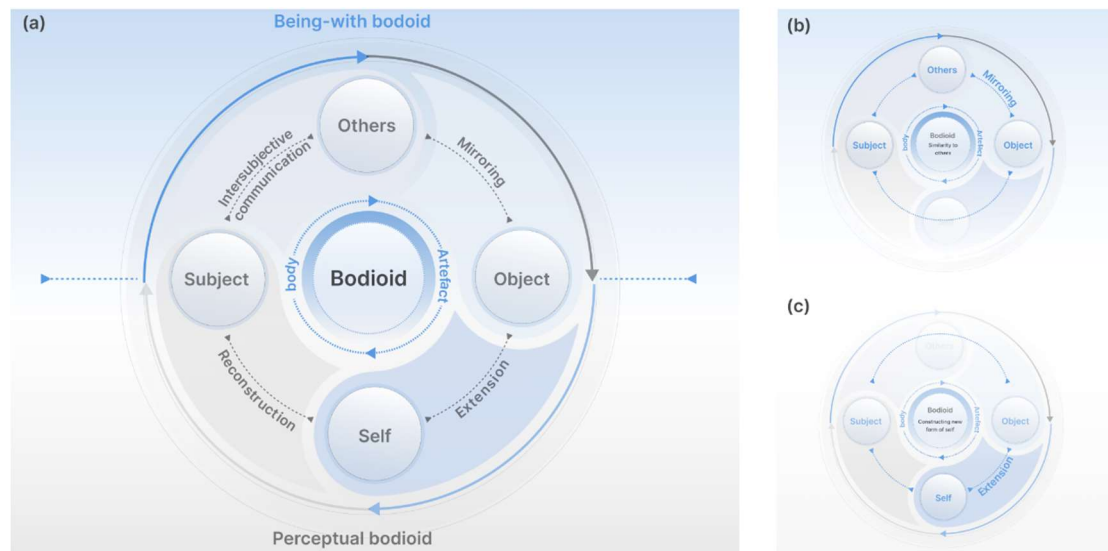 (a)
Being-with bodoid
Others
Intersubjective
communication
Mirroring
body
Artefact
Subject
Bodioid
Object
Reconstruction
Extension
Self
Perceptual bodioid
(b)
Others
Mirroring
Subject
body
Bodioid
Similarity to
others
Artefact
Object
Self
(c)
Others
Subject
body
Bodioid
Constructing new
form of self
Artefact
Object
Extension
Self